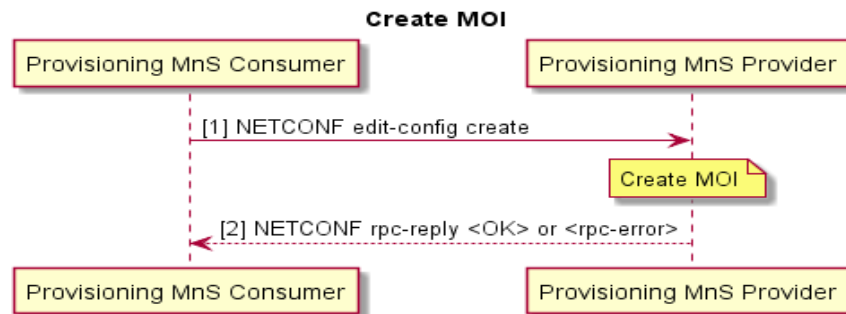 Create MOI
Provisioning MnS Consumer
Provisioning MnS Provider
[1] NETCONF edit-config create
Create MOI
[2] NETCONF rpc-reply <OK> or <rpc-error>
Provisioning MnS Consumer
Provisioning MnS Provider